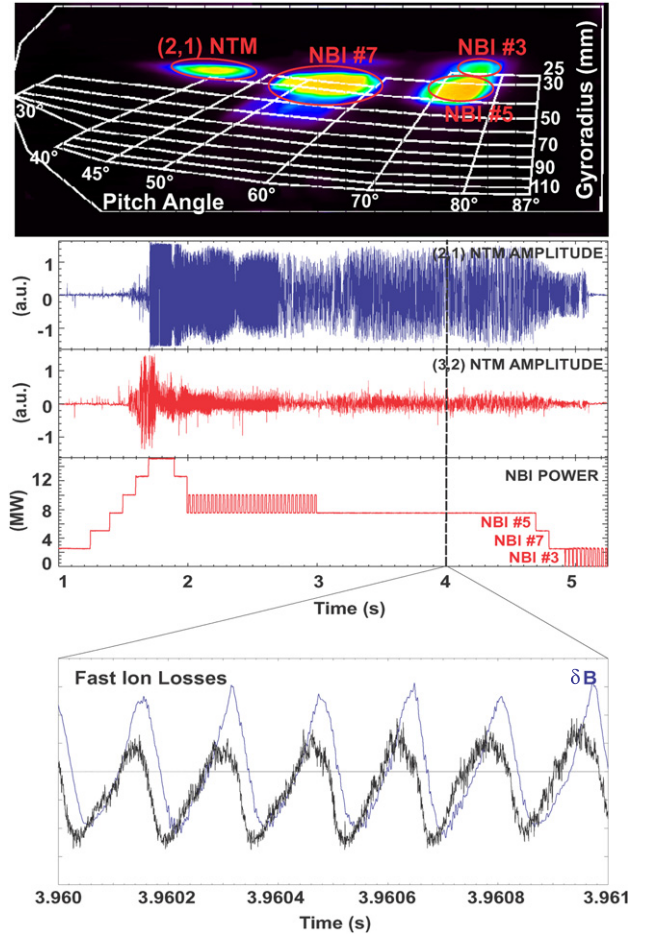 (2,1) NTM NBI #7 NBI #3
NBI #5
25
30
50
70
90
110
Gyroradius (mm)
30°
40°
45°
50°
60°
70°
80°
87°
Pitch Angle
(2,1) NTM AMPLITUDE
1
0
-1
(a.u.)
(3,2) NTM AMPLITUDE
1
0
-1
(a.u.)
NBI POWER
12
8
4
0
(MW)
NBI #5
NBI #7
NBI #3
1 2 3 4 5
Time (s)
Fast Ion Losses δB
3.960 3.9602 3.9604 3.9606 3.9608 3.961
Time (s)